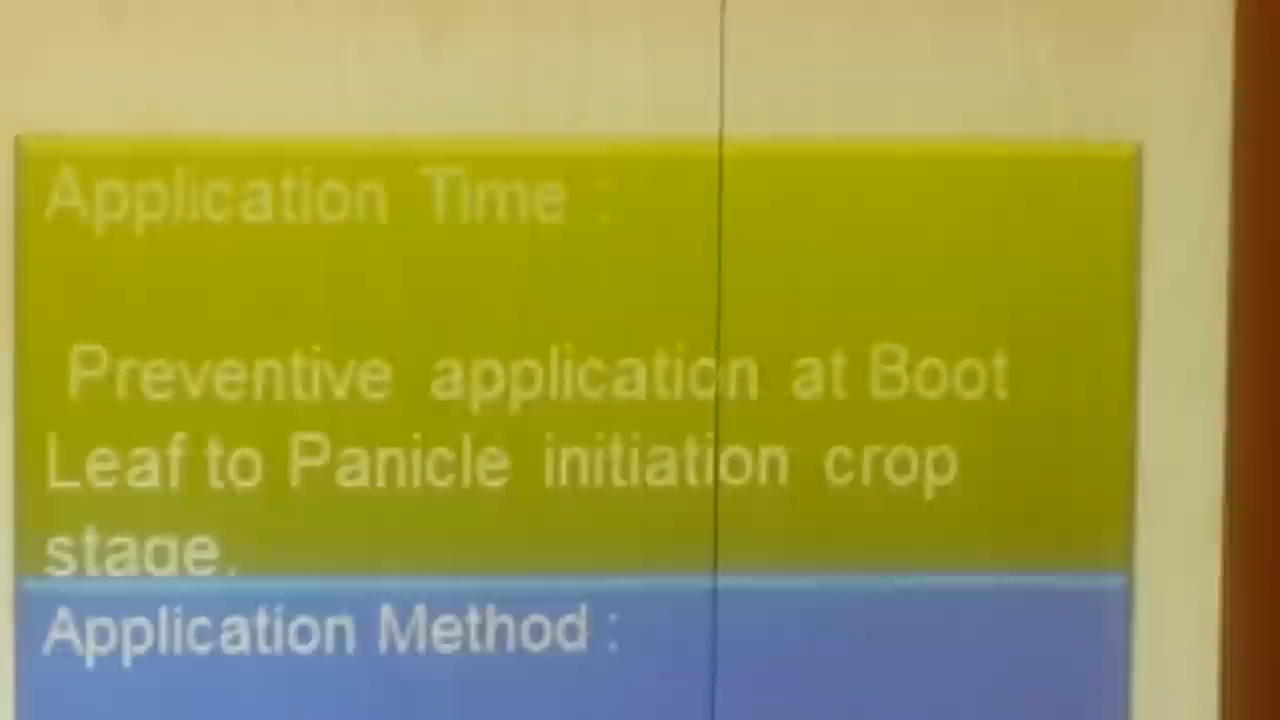 Application Time :
Preventive application at Boot
Leaf to Panicle initiation crop
stage.
Application Method :